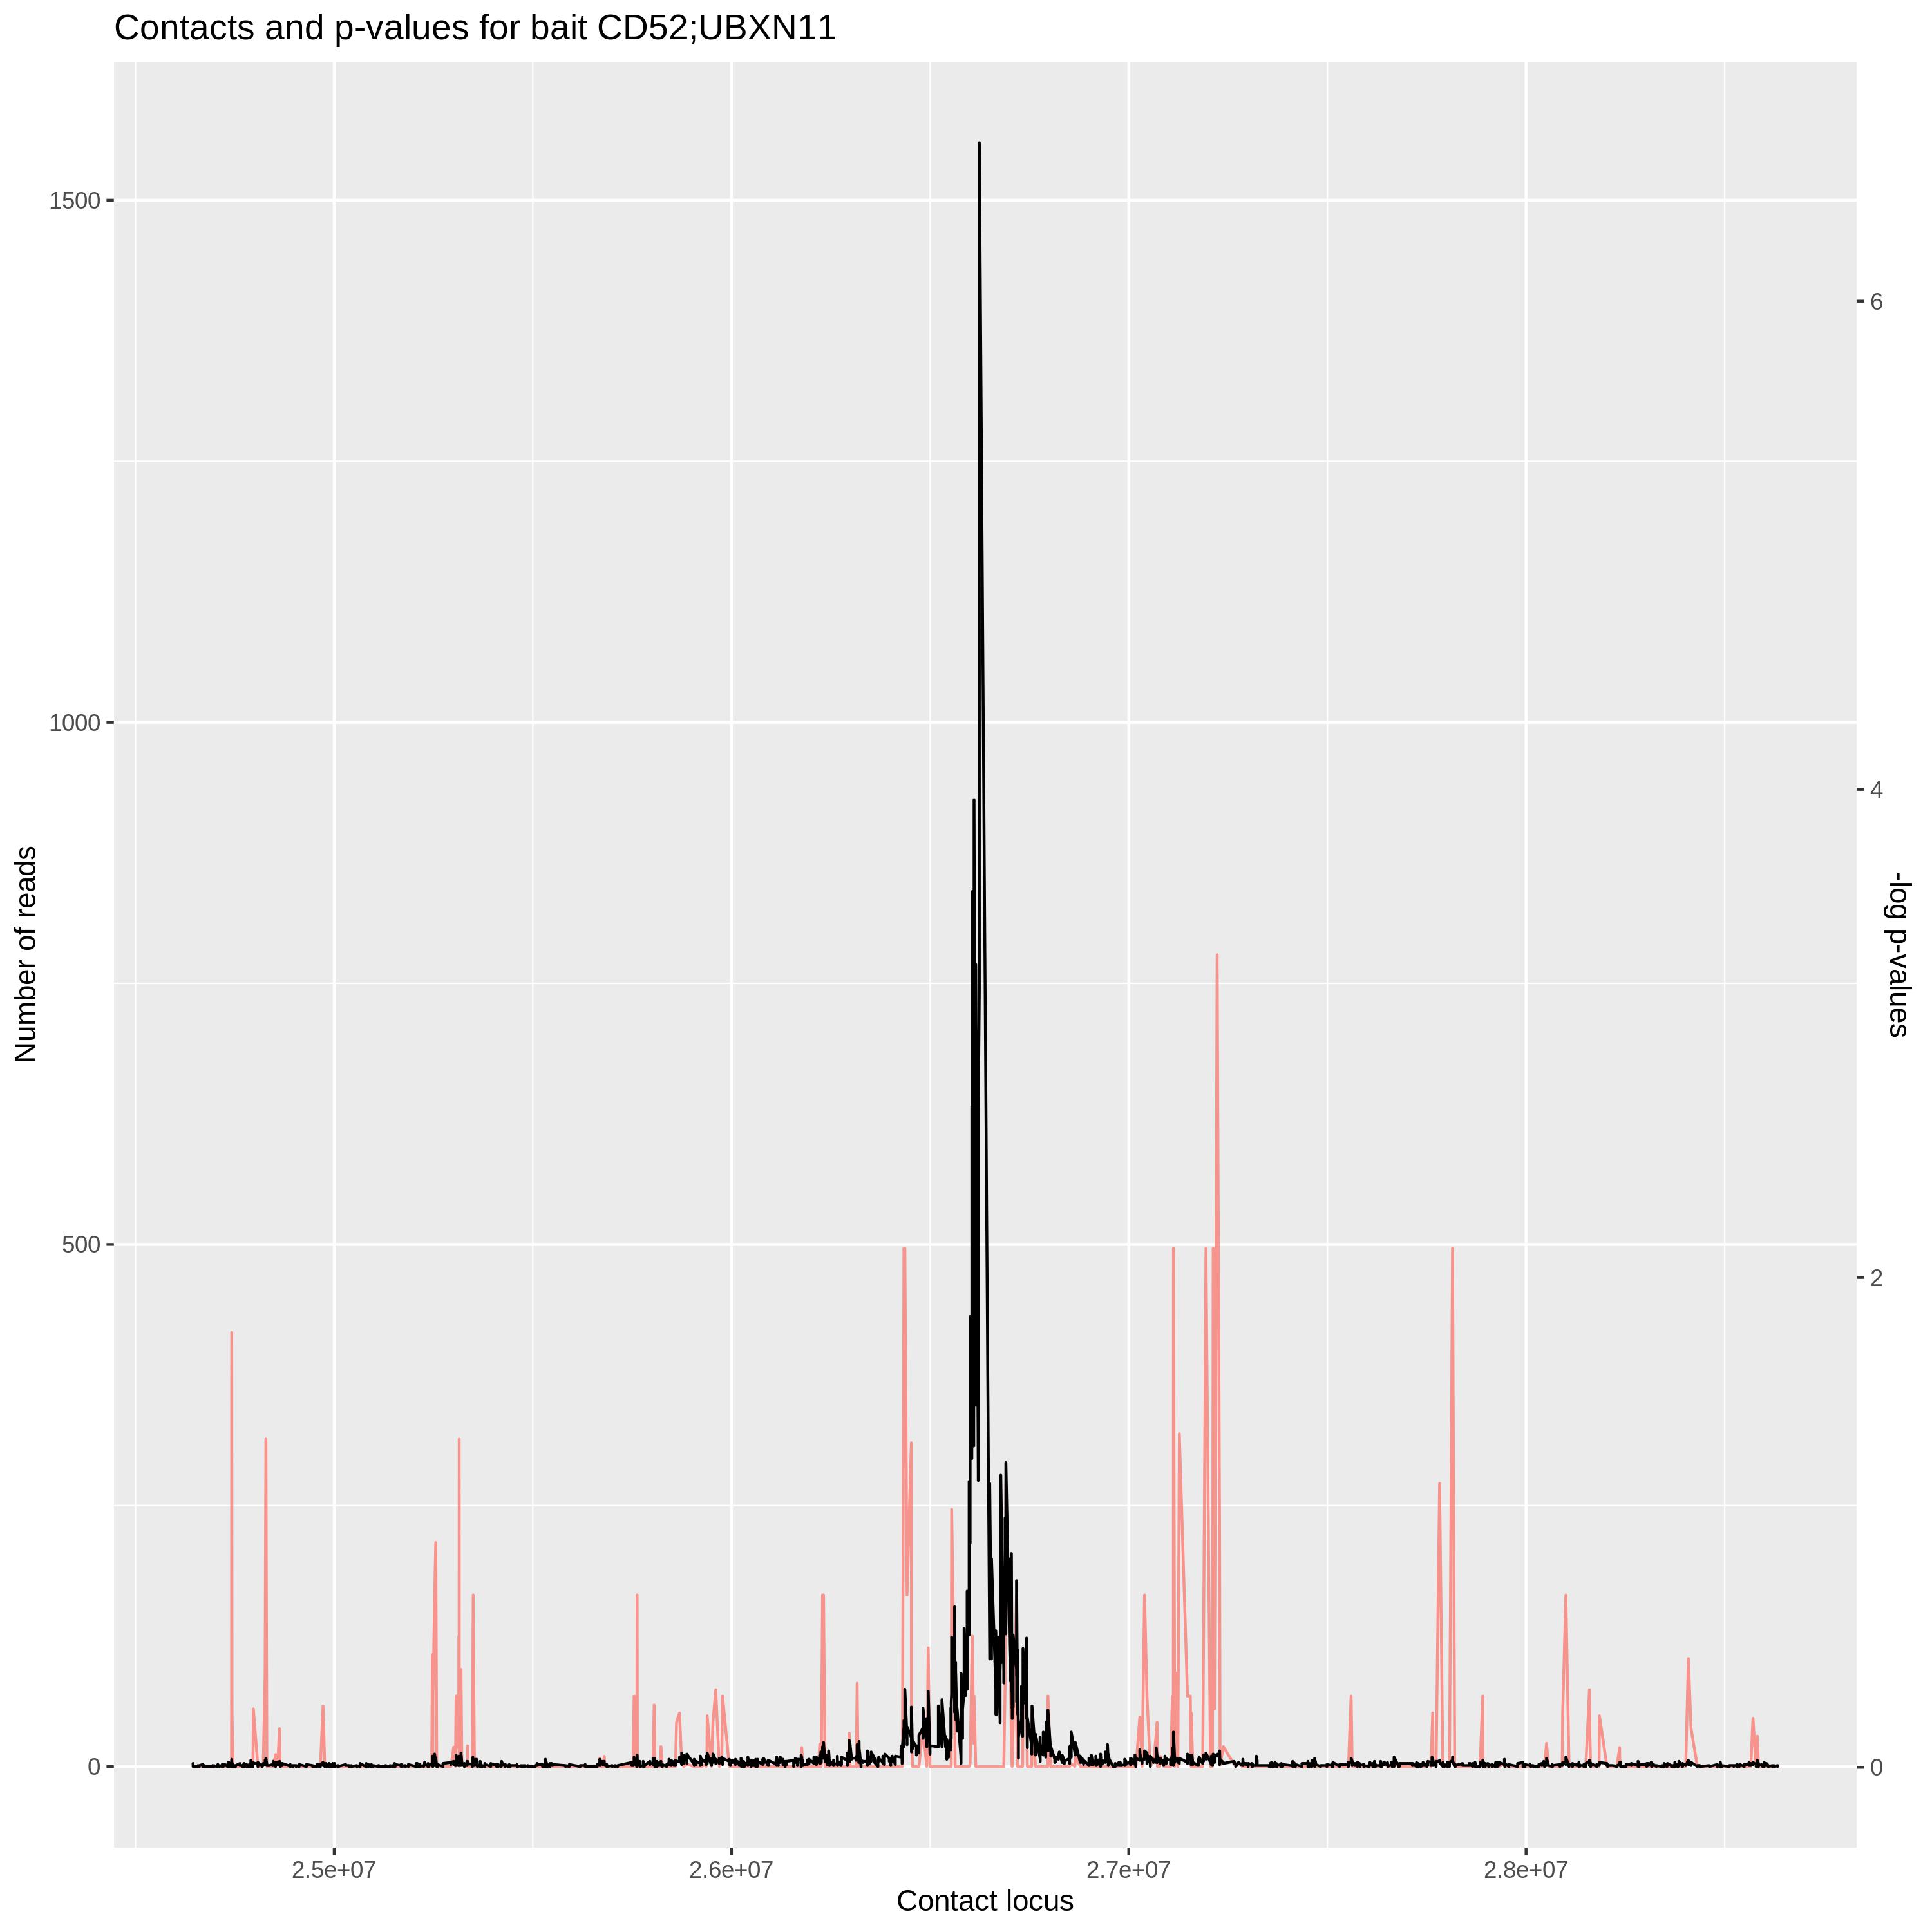 Contacts and p-values for bait CD52;UBXN11
1500
1000
500
0
Number of reads
6
4
2
0
-log p-values
2.5e+07
2.6e+07
2.7e+07
2.8e+07
Contact locus